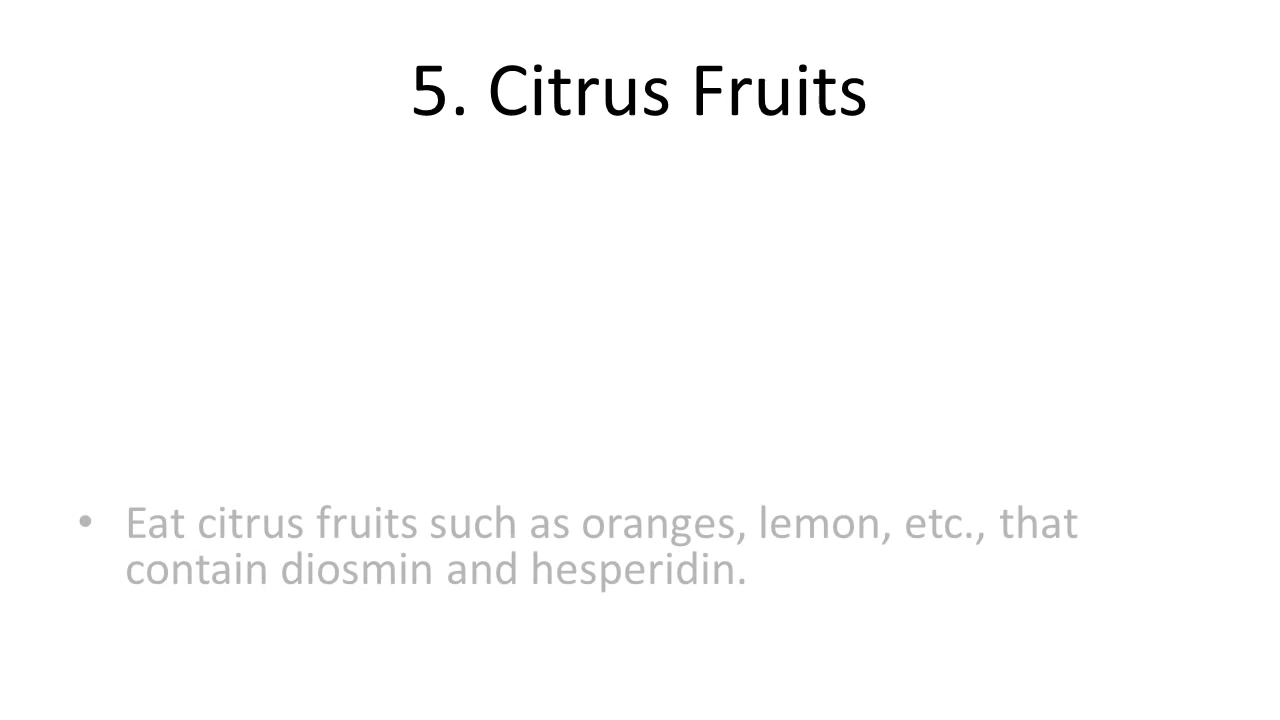 5. Citrus Fruits
• Eat citrus fruits such as oranges, lemon, etc., that
contain diosmin and hesperidin.